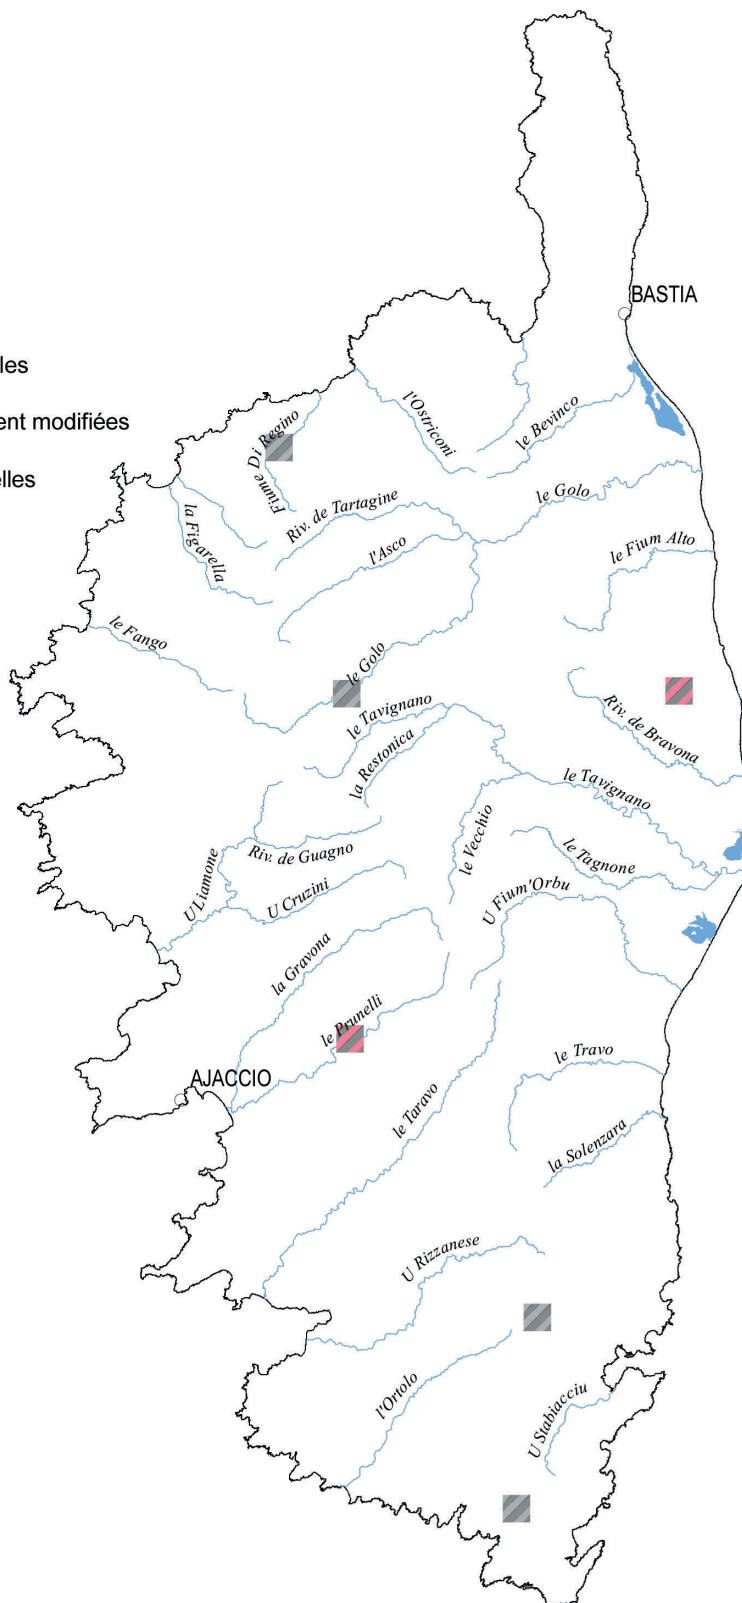 BASTIA
les
ent modifiées
elles
l'Ostriconi
le Bevinco
Fiume Di Regino
le Golo
Riv. de Tartagine
la Figarella
l'Asco
le Fium Alto
le Fango
le Golo
le Tavignano
la Restonica
Riv. de Bravona
le Tavignano
le Vecchio
le Tagnone
Riv. de Guagno
U Liamone
U Cruzini
U Fium'Orbu
la Gravona
le Prunelli
AJACCIO
le Travo
le Taravo
la Solenzara
U Rizzanese
l'Ortolo
U Stabiacciu